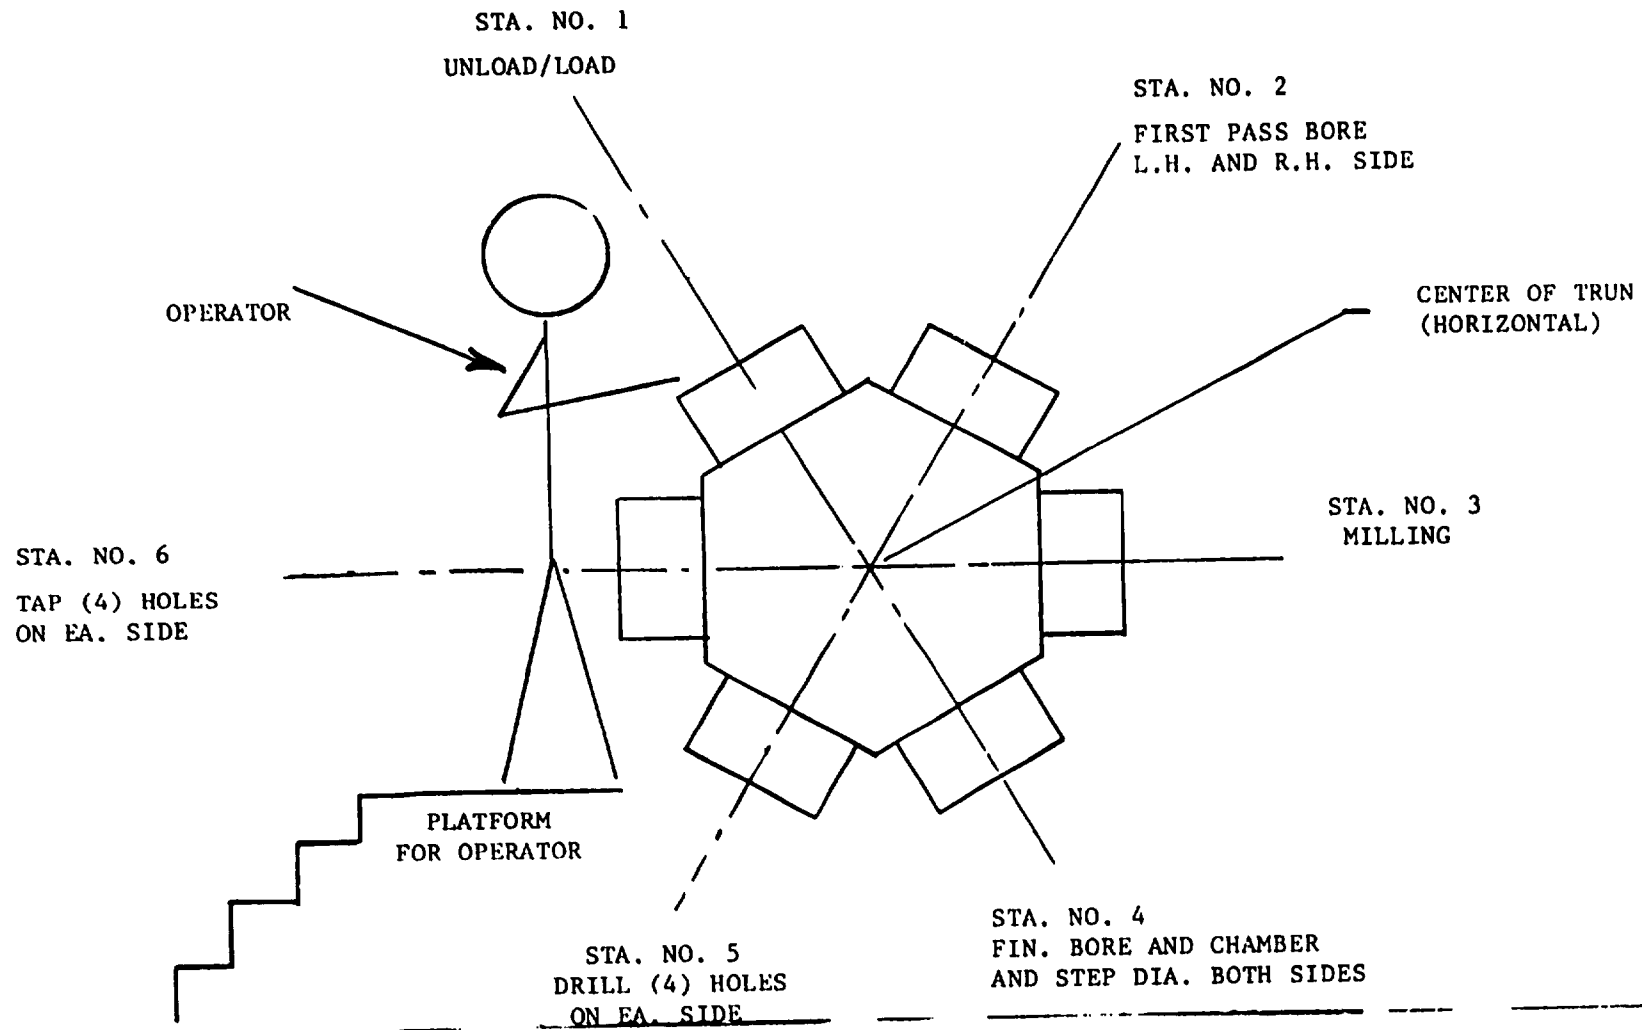 STA. NO. 1
UNLOAD/LOAD
STA. NO. 2
FIRST PASS BORE
L.H. AND R.H. SIDE
OPERATOR
CENTER OF TRUN
(HORIZONTAL)
STA. NO. 3
MILLING
STA. NO. 6
TAP (4) HOLES
ON EA. SIDE
PLATFORM
FOR OPERATOR
STA. NO. 4
FIN. BORE AND CHAMBER
AND STEP DIA. BOTH SIDES
STA. NO. 5
DRILL (4) HOLES
ON EA. SIDE